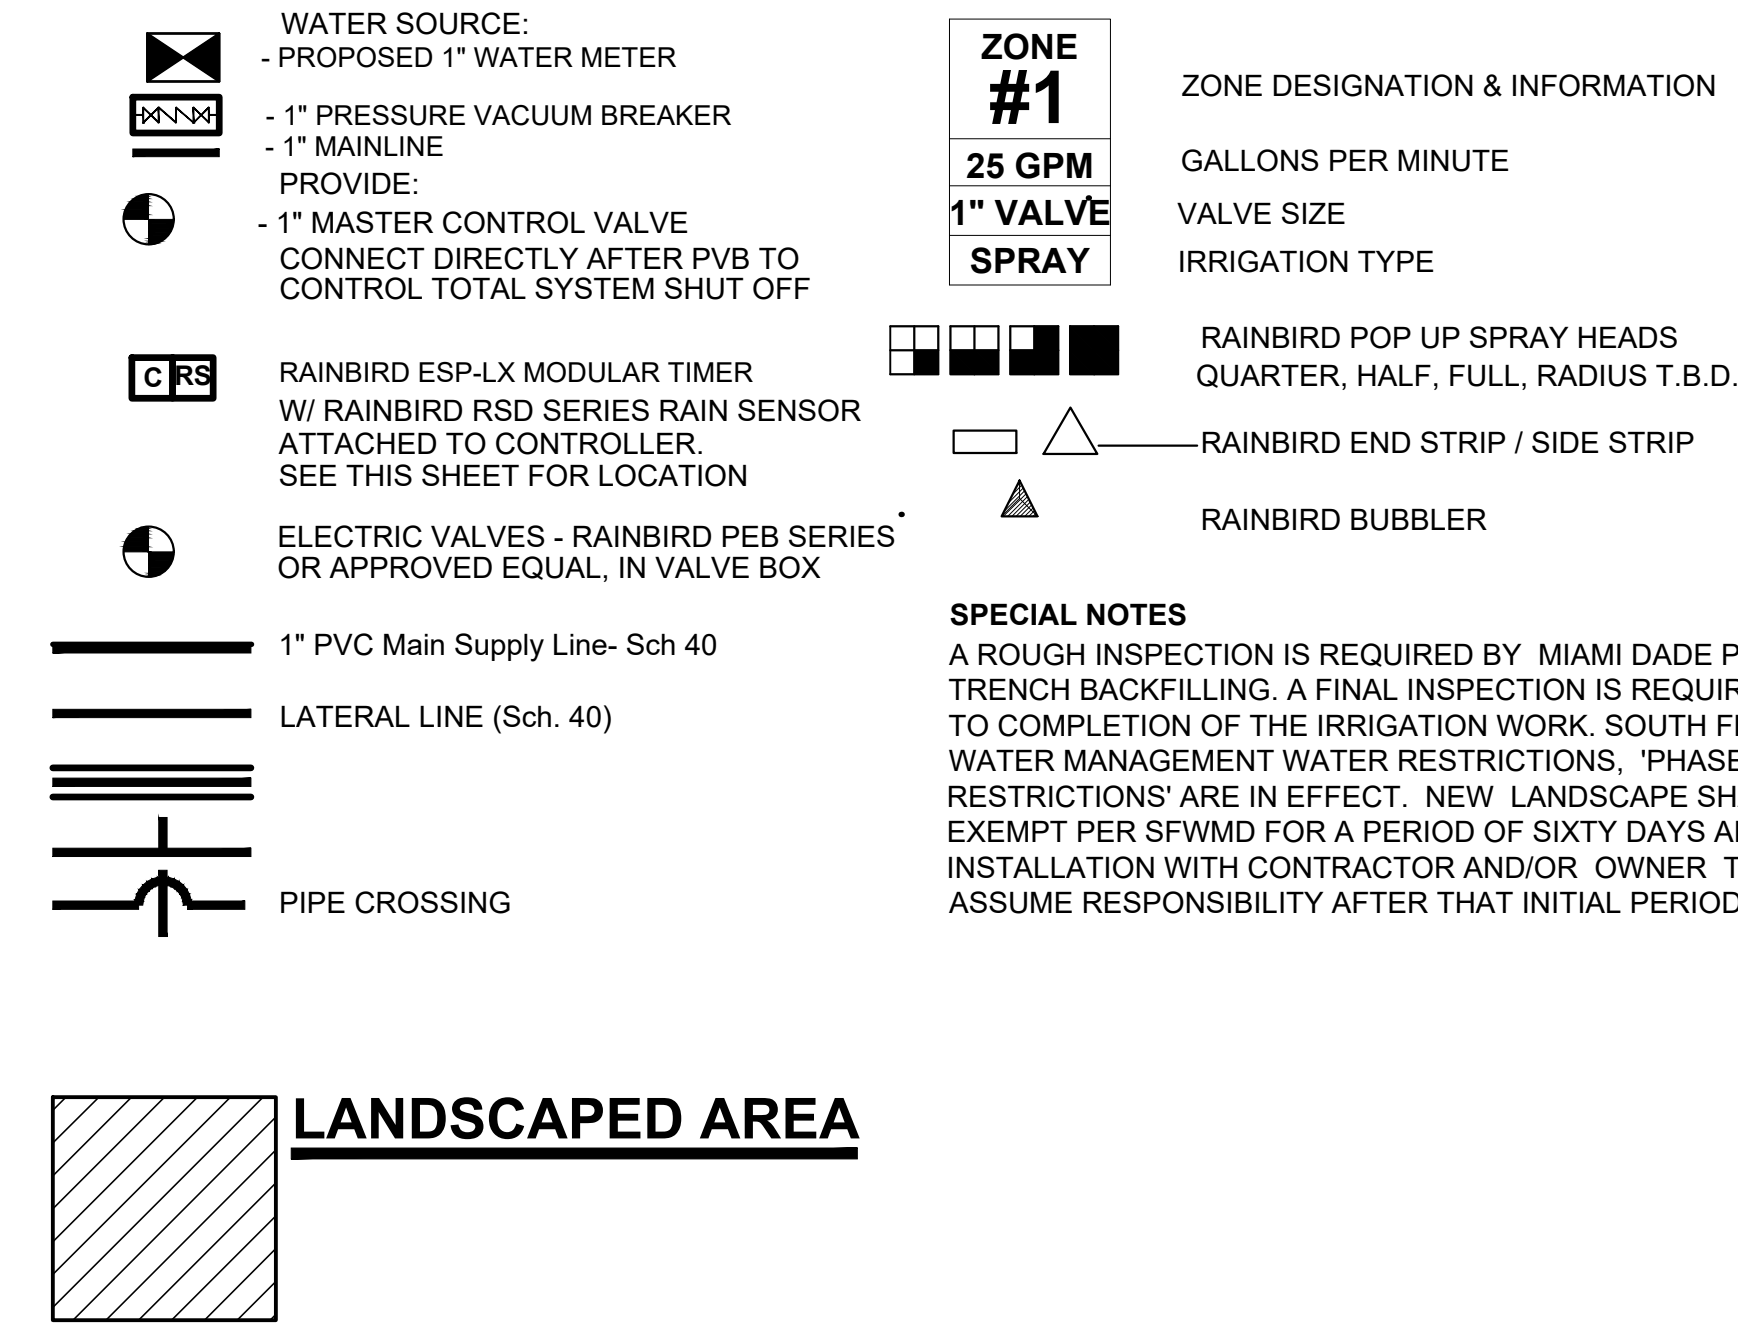 WATER SOURCE:
- PROPOSED 1" WATER METER
- 1" PRESSURE VACUUM BREAKER
- 1" MAINLINE
PROVIDE:
- 1" MASTER CONTROL VALVE
CONNECT DIRECTLY AFTER PVB TO
CONTROL TOTAL SYSTEM SHUT OFF
C RS
RAINBIRD ESP-LX MODULAR TIMER
W/ RAINBIRD RSD SERIES RAIN SENSOR
ATTACHED TO CONTROLLER.
SEE THIS SHEET FOR LOCATION
ELECTRIC VALVES - RAINBIRD PEB SERIES
OR APPROVED EQUAL, IN VALVE BOX
1" PVC Main Supply Line- Sch 40
LATERAL LINE (Sch. 40)
PIPE CROSSING
LANDSCAPED AREA
ZONE
#1
ZONE DESIGNATION & INFORMATION
25 GPM
GALLONS PER MINUTE
1" VALVE
VALVE SIZE
SPRAY
IRRIGATION TYPE
RAINBIRD POP UP SPRAY HEADS
QUARTER, HALF, FULL, RADIUS T.B.D.
RAINBIRD END STRIP / SIDE STRIP
RAINBIRD BUBBLER
SPECIAL NOTES
A ROUGH INSPECTION IS REQUIRED BY MIAMI DADE
TRENCH BACKFILLING. A FINAL INSPECTION IS
TO COMPLETION OF THE IRRIGATION WORK. SOUTH
WATER MANAGEMENT WATER RESTRICTIONS, 'PHASE
RESTRICTIONS' ARE IN EFFECT. NEW LANDSCAPE
EXEMPT PER SFWMD FOR A PERIOD OF SIXTY DAYS
INSTALLATION WITH CONTRACTOR AND/OR OWNER
ASSUME RESPONSIBILITY AFTER THAT INITIAL PERIOD